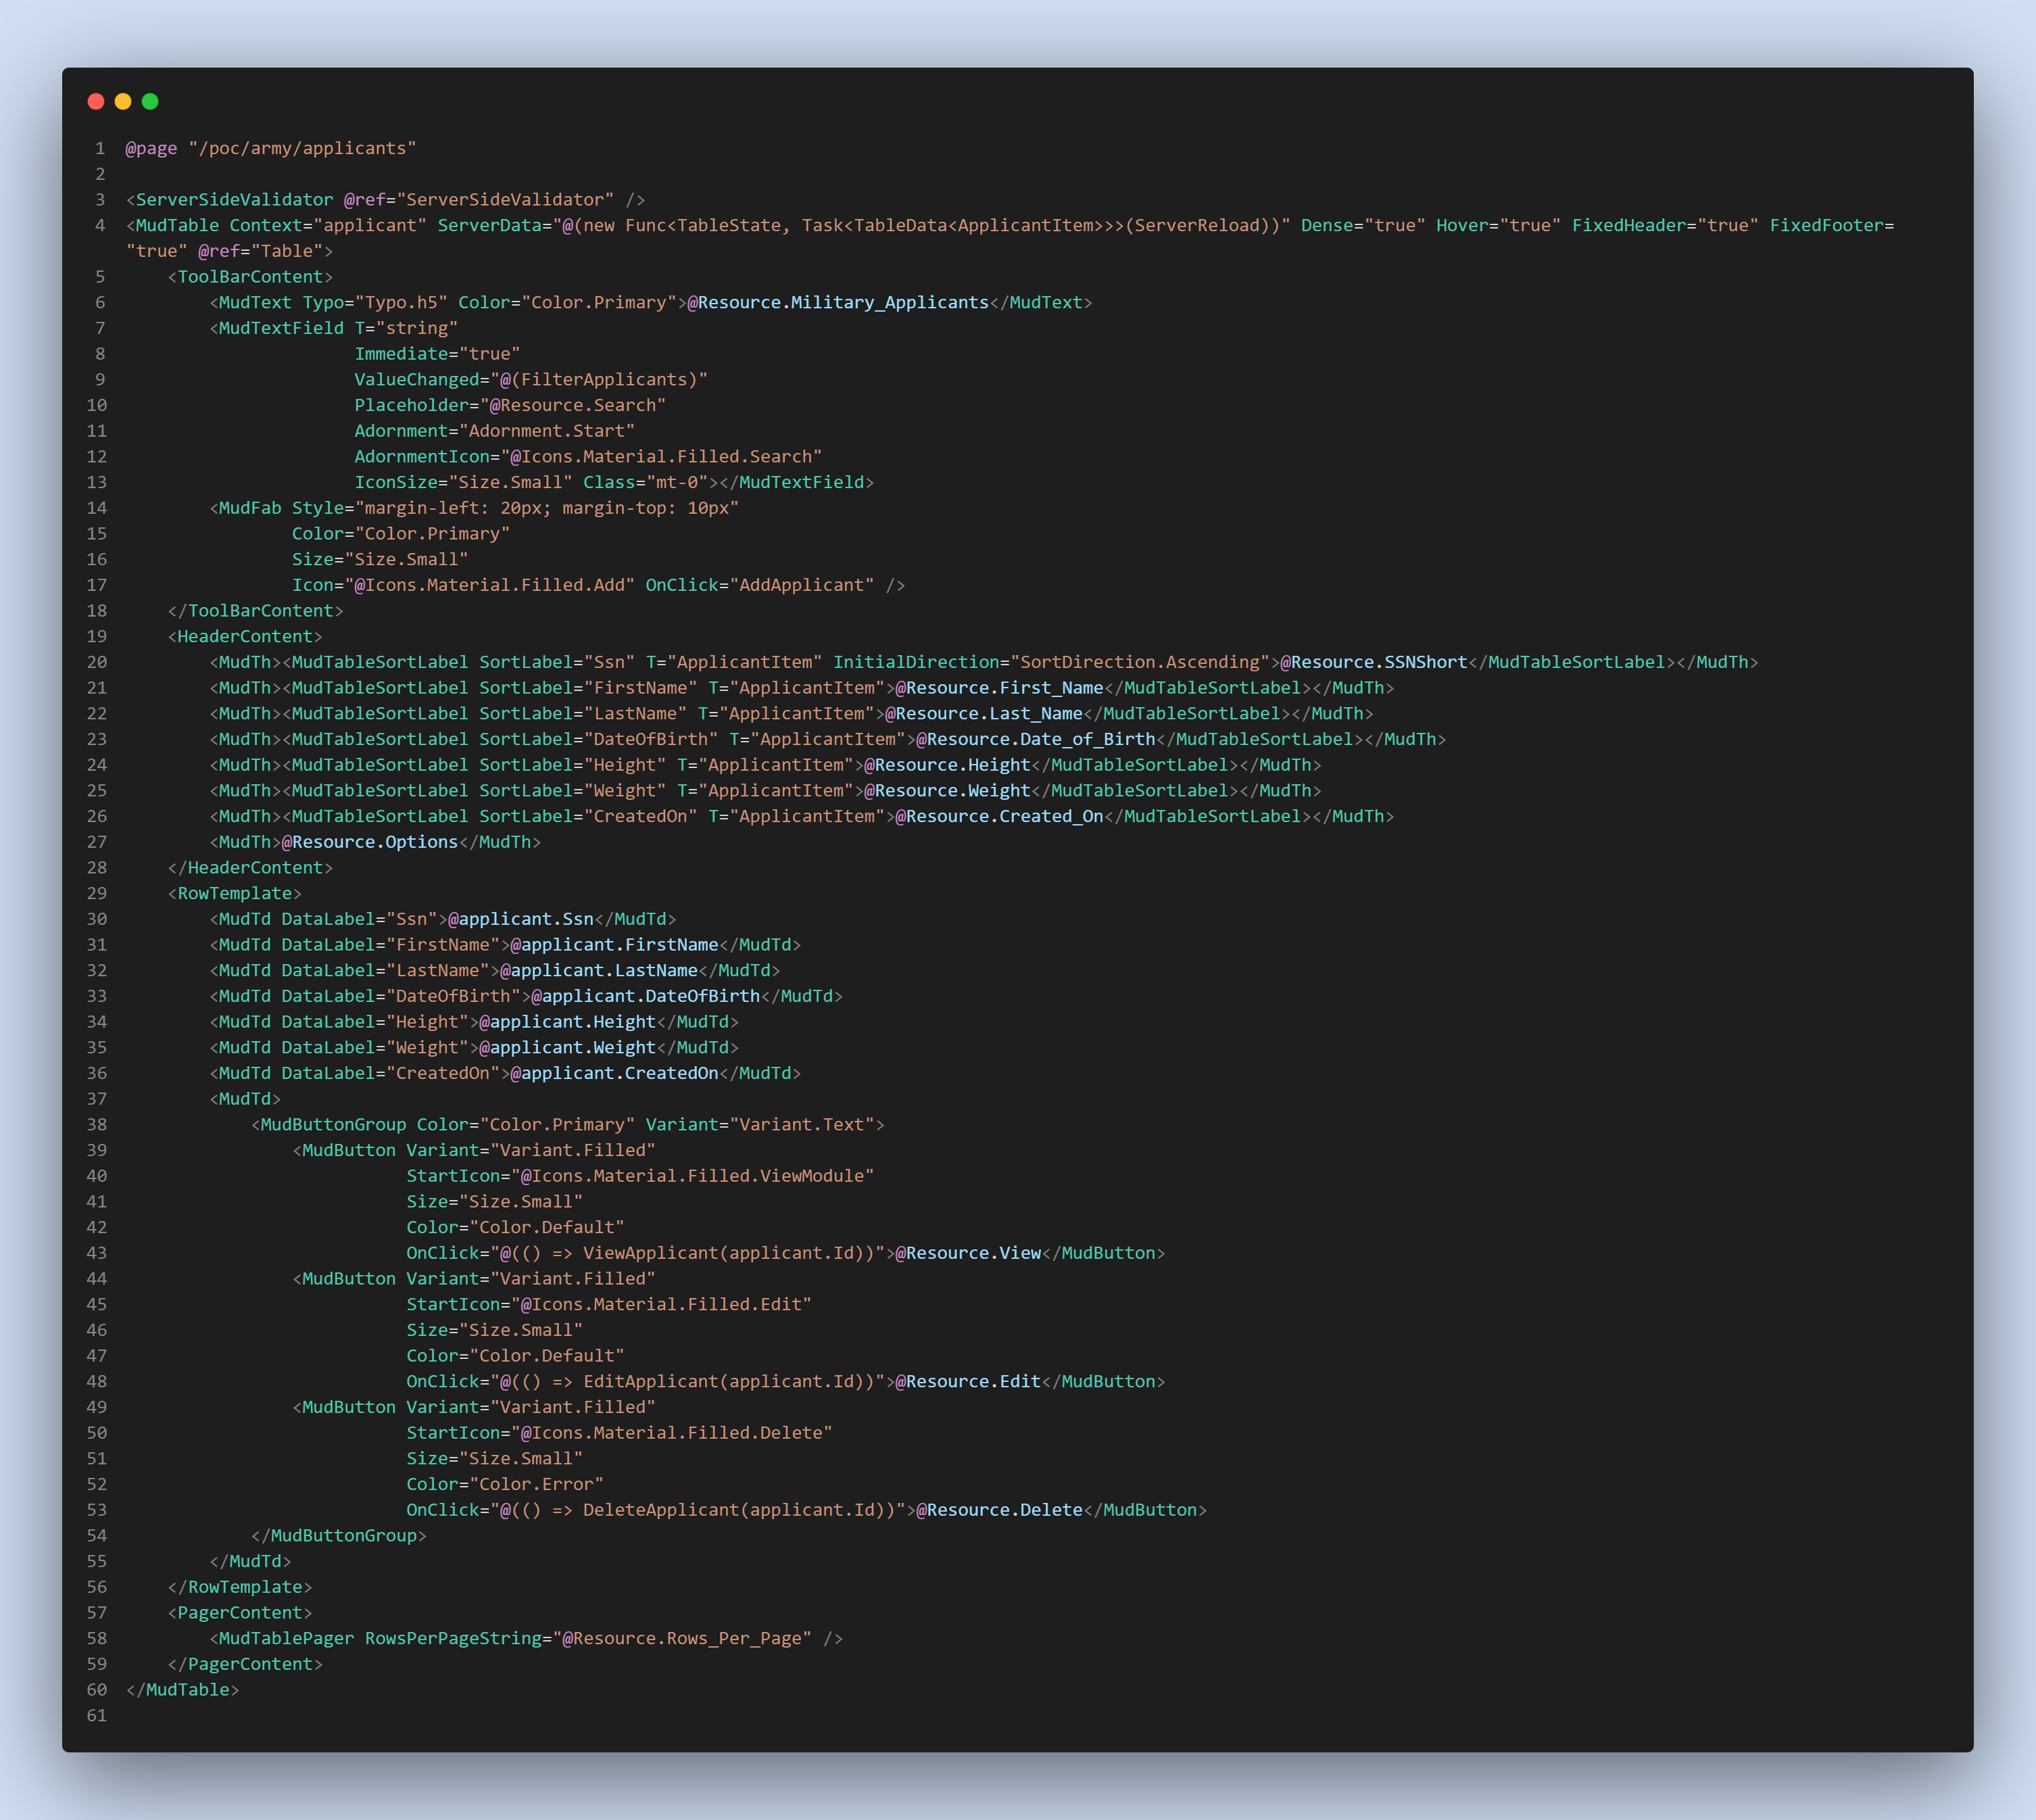 1 @page "/poc/army/applicants"
2
3 <ServerSideValidator @ref="ServerSideValidator" />
4 <MudTable Context="applicant" ServerData="@(new Func<TableState, Task<TableData<ApplicantItem>>>(ServerReload))" Dense="true" Hover="true" FixedHeader="true" FixedFooter=
"true" @ref="Table">
5     <ToolBarContent>
6         <MudText Typo="Typo.h5" Color="Color.Primary">@Resource.Military_Applicants</MudText>
7         <MudTextField T="string"
8                       Immediate="true"
9                       ValueChanged="@(FilterApplicants)"
10                       Placeholder="@Resource.Search"
11                       Adornment="Adornment.Start"
12                       AdornmentIcon="@Icons.Material.Filled.Search"
13                       IconSize="Size.Small" Class="mt-0"></MudTextField>
14         <MudFab Style="margin-left: 20px; margin-top: 10px"
15                 Color="Color.Primary"
16                 Size="Size.Small"
17                 Icon="@Icons.Material.Filled.Add" OnClick="AddApplicant" />
18     </ToolBarContent>
19     <HeaderContent>
20         <MudTh><MudTableSortLabel SortLabel="Ssn" T="ApplicantItem" InitialDirection="SortDirection.Ascending">@Resource.SSNShort</MudTableSortLabel></MudTh>
21         <MudTh><MudTableSortLabel SortLabel="FirstName" T="ApplicantItem">@Resource.First_Name</MudTableSortLabel></MudTh>
22         <MudTh><MudTableSortLabel SortLabel="LastName" T="ApplicantItem">@Resource.Last_Name</MudTableSortLabel></MudTh>
23         <MudTh><MudTableSortLabel SortLabel="DateOfBirth" T="ApplicantItem">@Resource.Date_of_Birth</MudTableSortLabel></MudTh>
24         <MudTh><MudTableSortLabel SortLabel="Height" T="ApplicantItem">@Resource.Height</MudTableSortLabel></MudTh>
25         <MudTh><MudTableSortLabel SortLabel="Weight" T="ApplicantItem">@Resource.Weight</MudTableSortLabel></MudTh>
26         <MudTh><MudTableSortLabel SortLabel="CreatedOn" T="ApplicantItem">@Resource.Created_On</MudTableSortLabel></MudTh>
27         <MudTh>@Resource.Options</MudTh>
28     </HeaderContent>
29     <RowTemplate>
30         <MudTd DataLabel="Ssn">@applicant.Ssn</MudTd>
31         <MudTd DataLabel="FirstName">@applicant.FirstName</MudTd>
32         <MudTd DataLabel="LastName">@applicant.LastName</MudTd>
33         <MudTd DataLabel="DateOfBirth">@applicant.DateOfBirth</MudTd>
34         <MudTd DataLabel="Height">@applicant.Height</MudTd>
35         <MudTd DataLabel="Weight">@applicant.Weight</MudTd>
36         <MudTd DataLabel="CreatedOn">@applicant.CreatedOn</MudTd>
37         <MudTd>
38             <MudButtonGroup Color="Color.Primary" Variant="Variant.Text">
39                 <MudButton Variant="Variant.Filled"
40                            StartIcon="@Icons.Material.Filled.ViewModule"
41                            Size="Size.Small"
42                            Color="Color.Default"
43                            OnClick="@(() => ViewApplicant(applicant.Id))">@Resource.View</MudButton>
44                 <MudButton Variant="Variant.Filled"
45                            StartIcon="@Icons.Material.Filled.Edit"
46                            Size="Size.Small"
47                            Color="Color.Default"
48                            OnClick="@(() => EditApplicant(applicant.Id))">@Resource.Edit</MudButton>
49                 <MudButton Variant="Variant.Filled"
50                            StartIcon="@Icons.Material.Filled.Delete"
51                            Size="Size.Small"
52                            Color="Color.Error"
53                            OnClick="@(() => DeleteApplicant(applicant.Id))">@Resource.Delete</MudButton>
54             </MudButtonGroup>
55         </MudTd>
56     </RowTemplate>
57     <PagerContent>
58         <MudTablePager RowsPerPageString="@Resource.Rows_Per_Page" />
59     </PagerContent>
60 </MudTable>
61